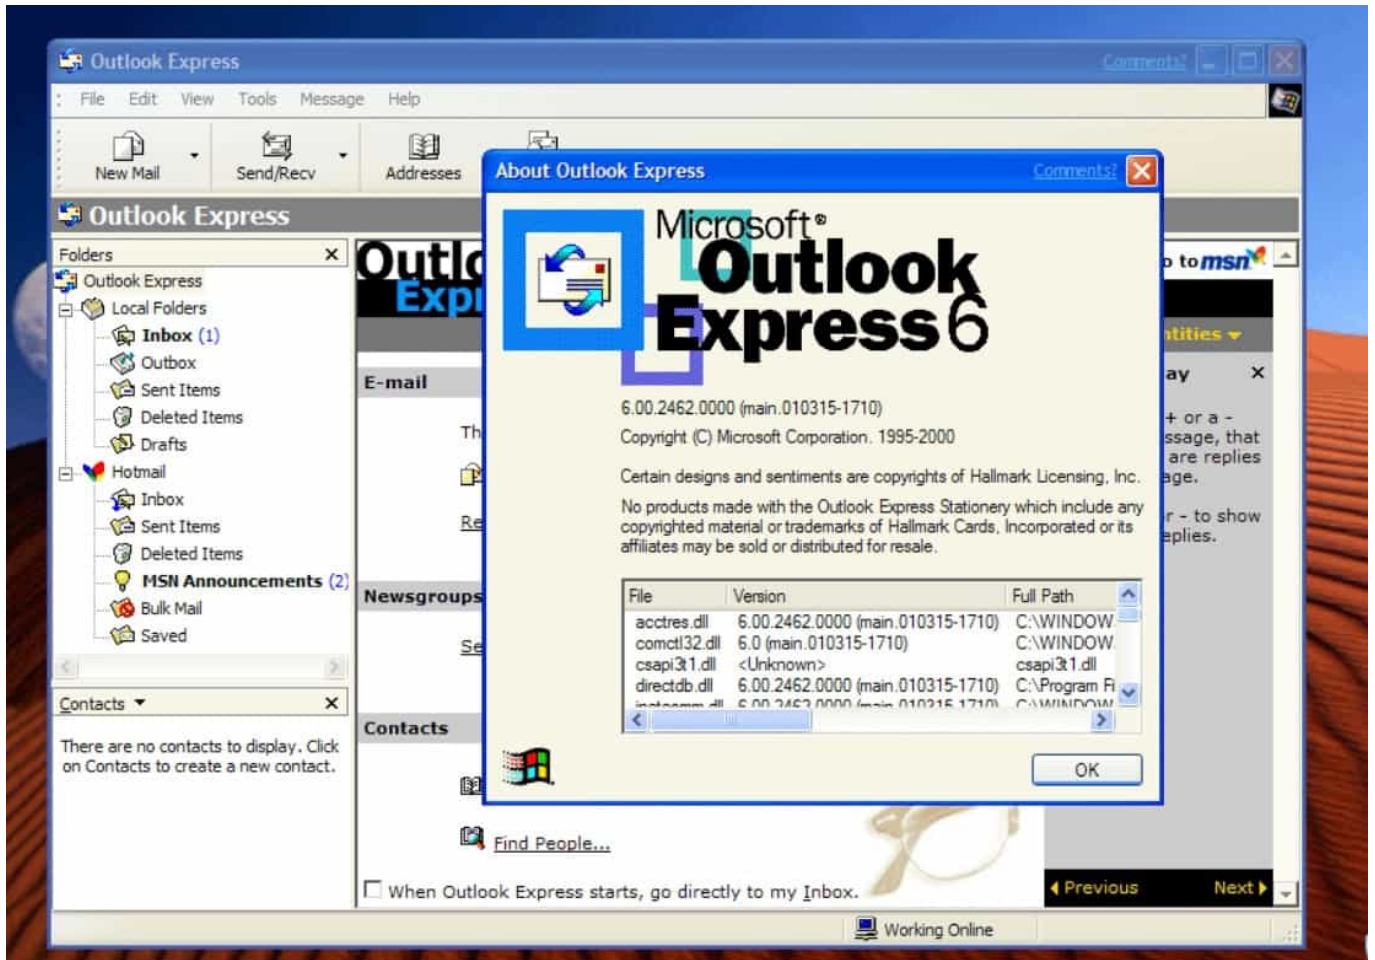 Outlook Express
Comments?
File Edit View Tools Message Help
New Mail
Send/Recv
Addresses
Outlook Express
Folders
Outlook Express
Local Folders
Inbox (1)
Outbox
Sent Items
Deleted Items
Drafts
Hotmail
Inbox
Sent Items
Deleted Items
MSN Announcements (2)
Bulk Mail
Saved
Contacts
There are no contacts to display. Click
on Contacts to create a new contact.
E-mail
Newsgroups
Contacts
Find People...
When Outlook Express starts, go directly to my Inbox.
to msn
+ or a -
that
are replies
- to show
Previous Next
Working Online
About Outlook Express
Comments?
Microsoft®
Outlook
Express 6
6.00.2462.0000 (main.010315-1710)
Copyright (C) Microsoft Corporation. 1995-2000
Certain designs and sentiments are copyrights of Hallmark Licensing, Inc.
No products made with the Outlook Express Stationery which include any
copyrighted material or trademarks of Hallmark Cards, Incorporated or its
affiliates may be sold or distributed for resale.
File Version Full Path
acctres.dll 6.00.2462.0000 (main.010315-1710) C:\WINDOW
comctl32.dll 6.0 (main.010315-1710) C:\WINDOW
csapi3t1.dll <Unknown> csapi3t1.dll
directdb.dll 6.00.2462.0000 (main.010315-1710) C:\Program Fi
OK